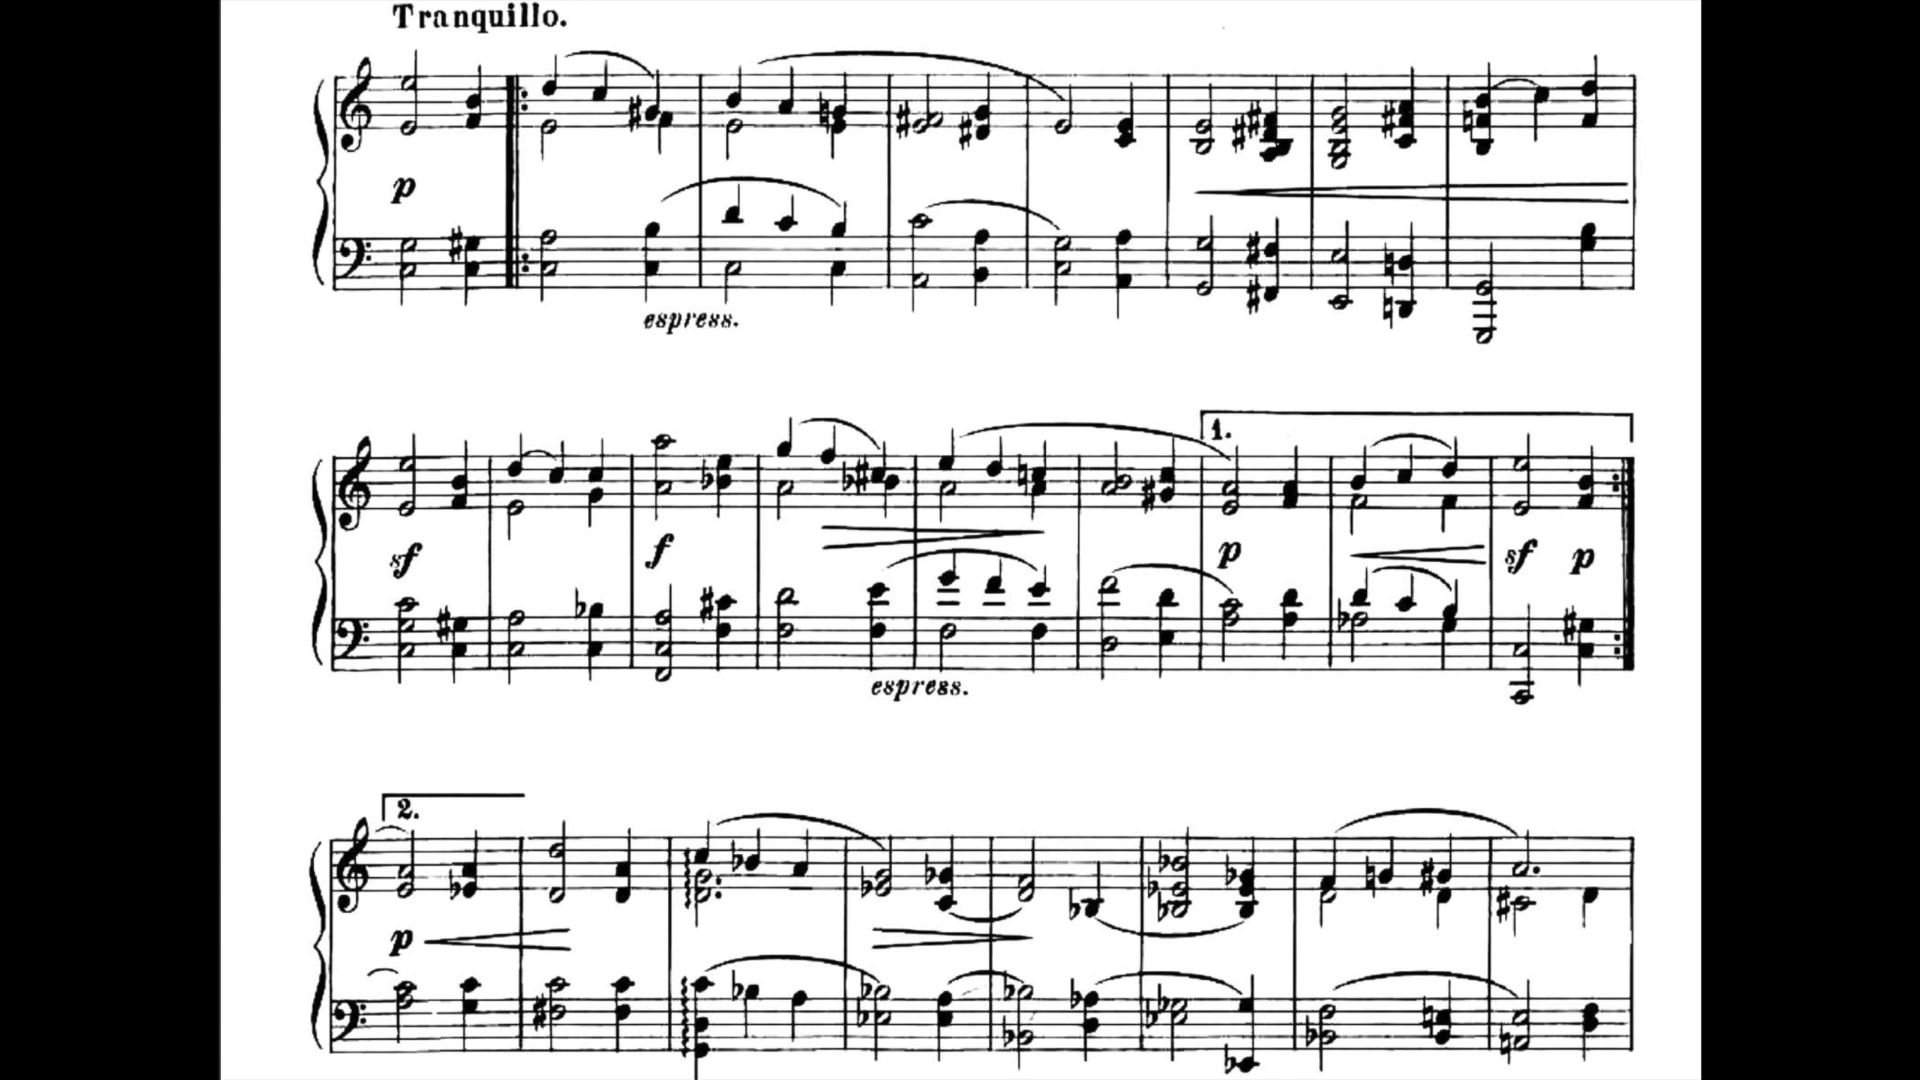 Tranquillo.
p
espress.
1.
sf f p sf p
espress.
2.
p